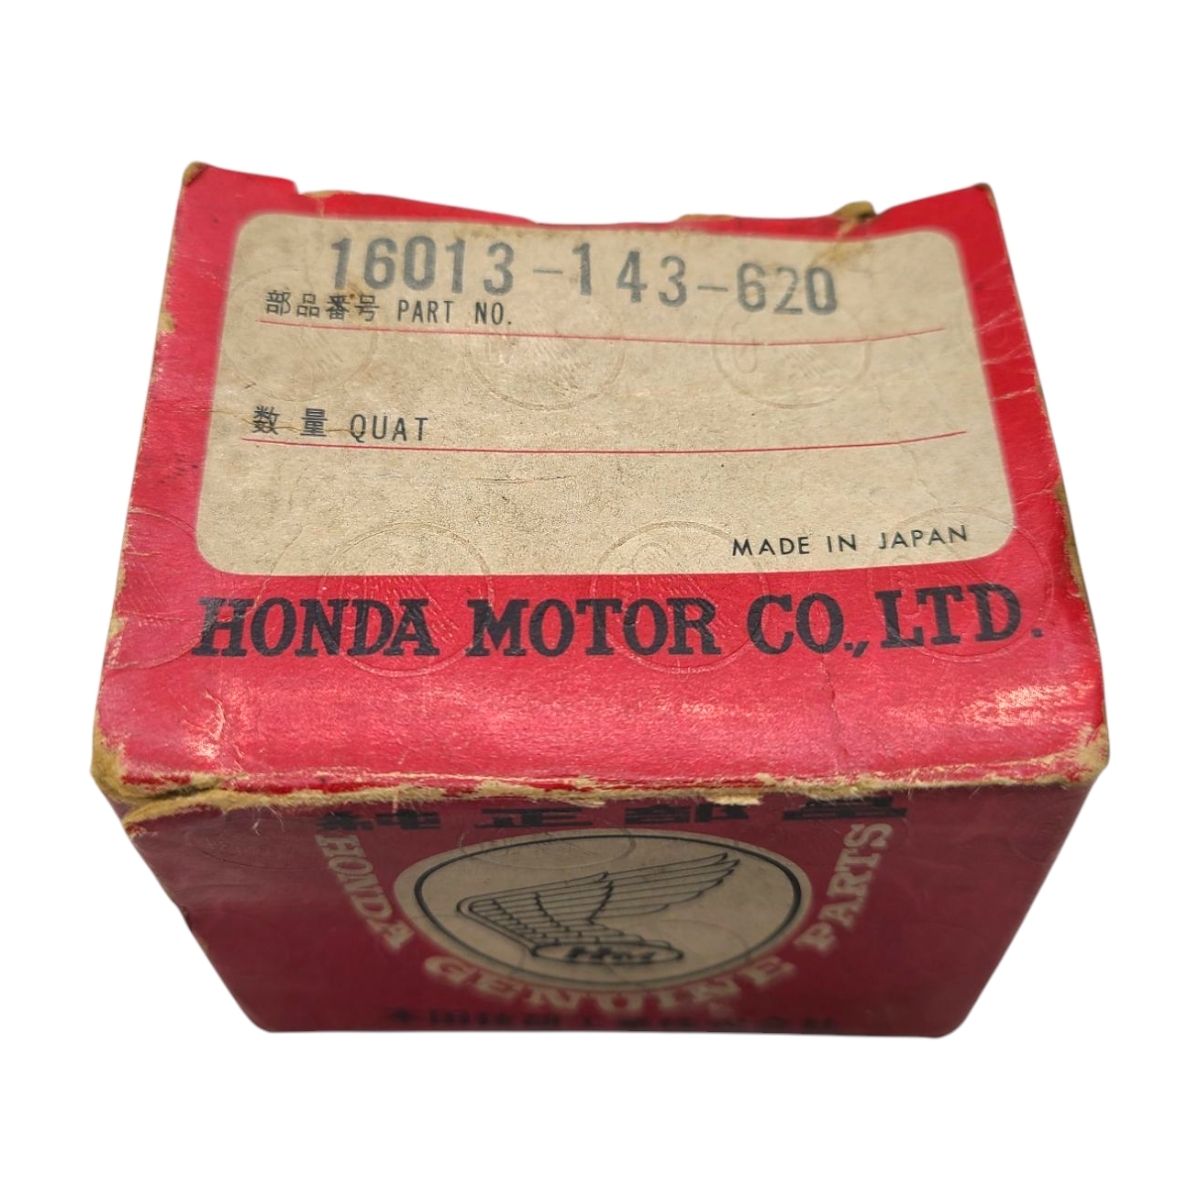 16013-143-620
部品番号 PART NO.
数量 QUAT
MADE IN JAPAN
HONDA MOTOR CO., LTD.
純正部品
HONDA GENUINE PARTS